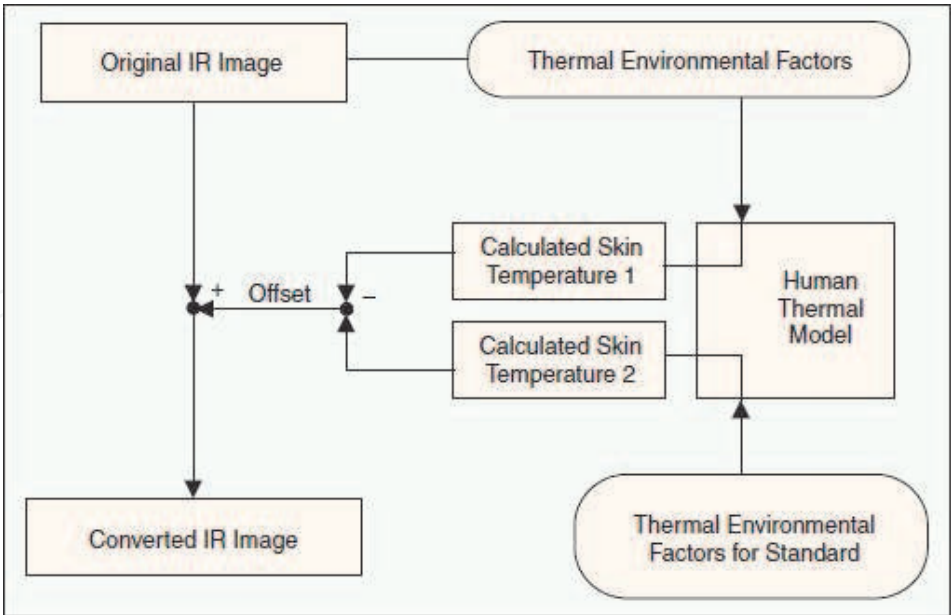 Original IR Image
Thermal Environmental Factors
Calculated Skin
Temperature 1
Human
Thermal
Model
+ Offset −
Calculated Skin
Temperature 2
Converted IR Image
Thermal Environmental
Factors for Standard